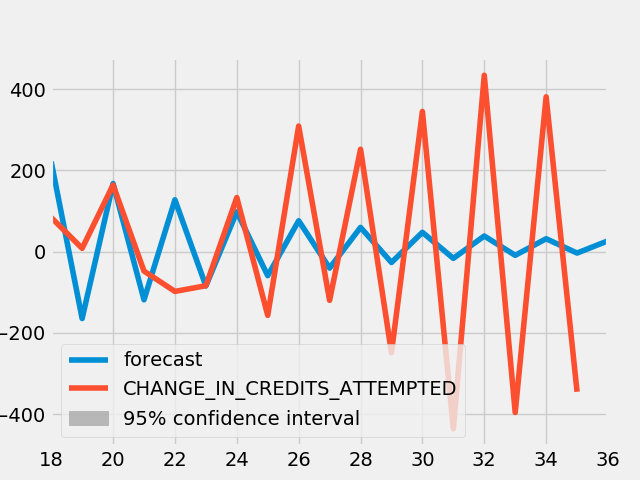 400
200
0
−200
−400
forecast
CHANGE_IN_CREDITS_ATTEMPTED
95% confidence interval
18 20 22 24 26 28 30 32 34 36